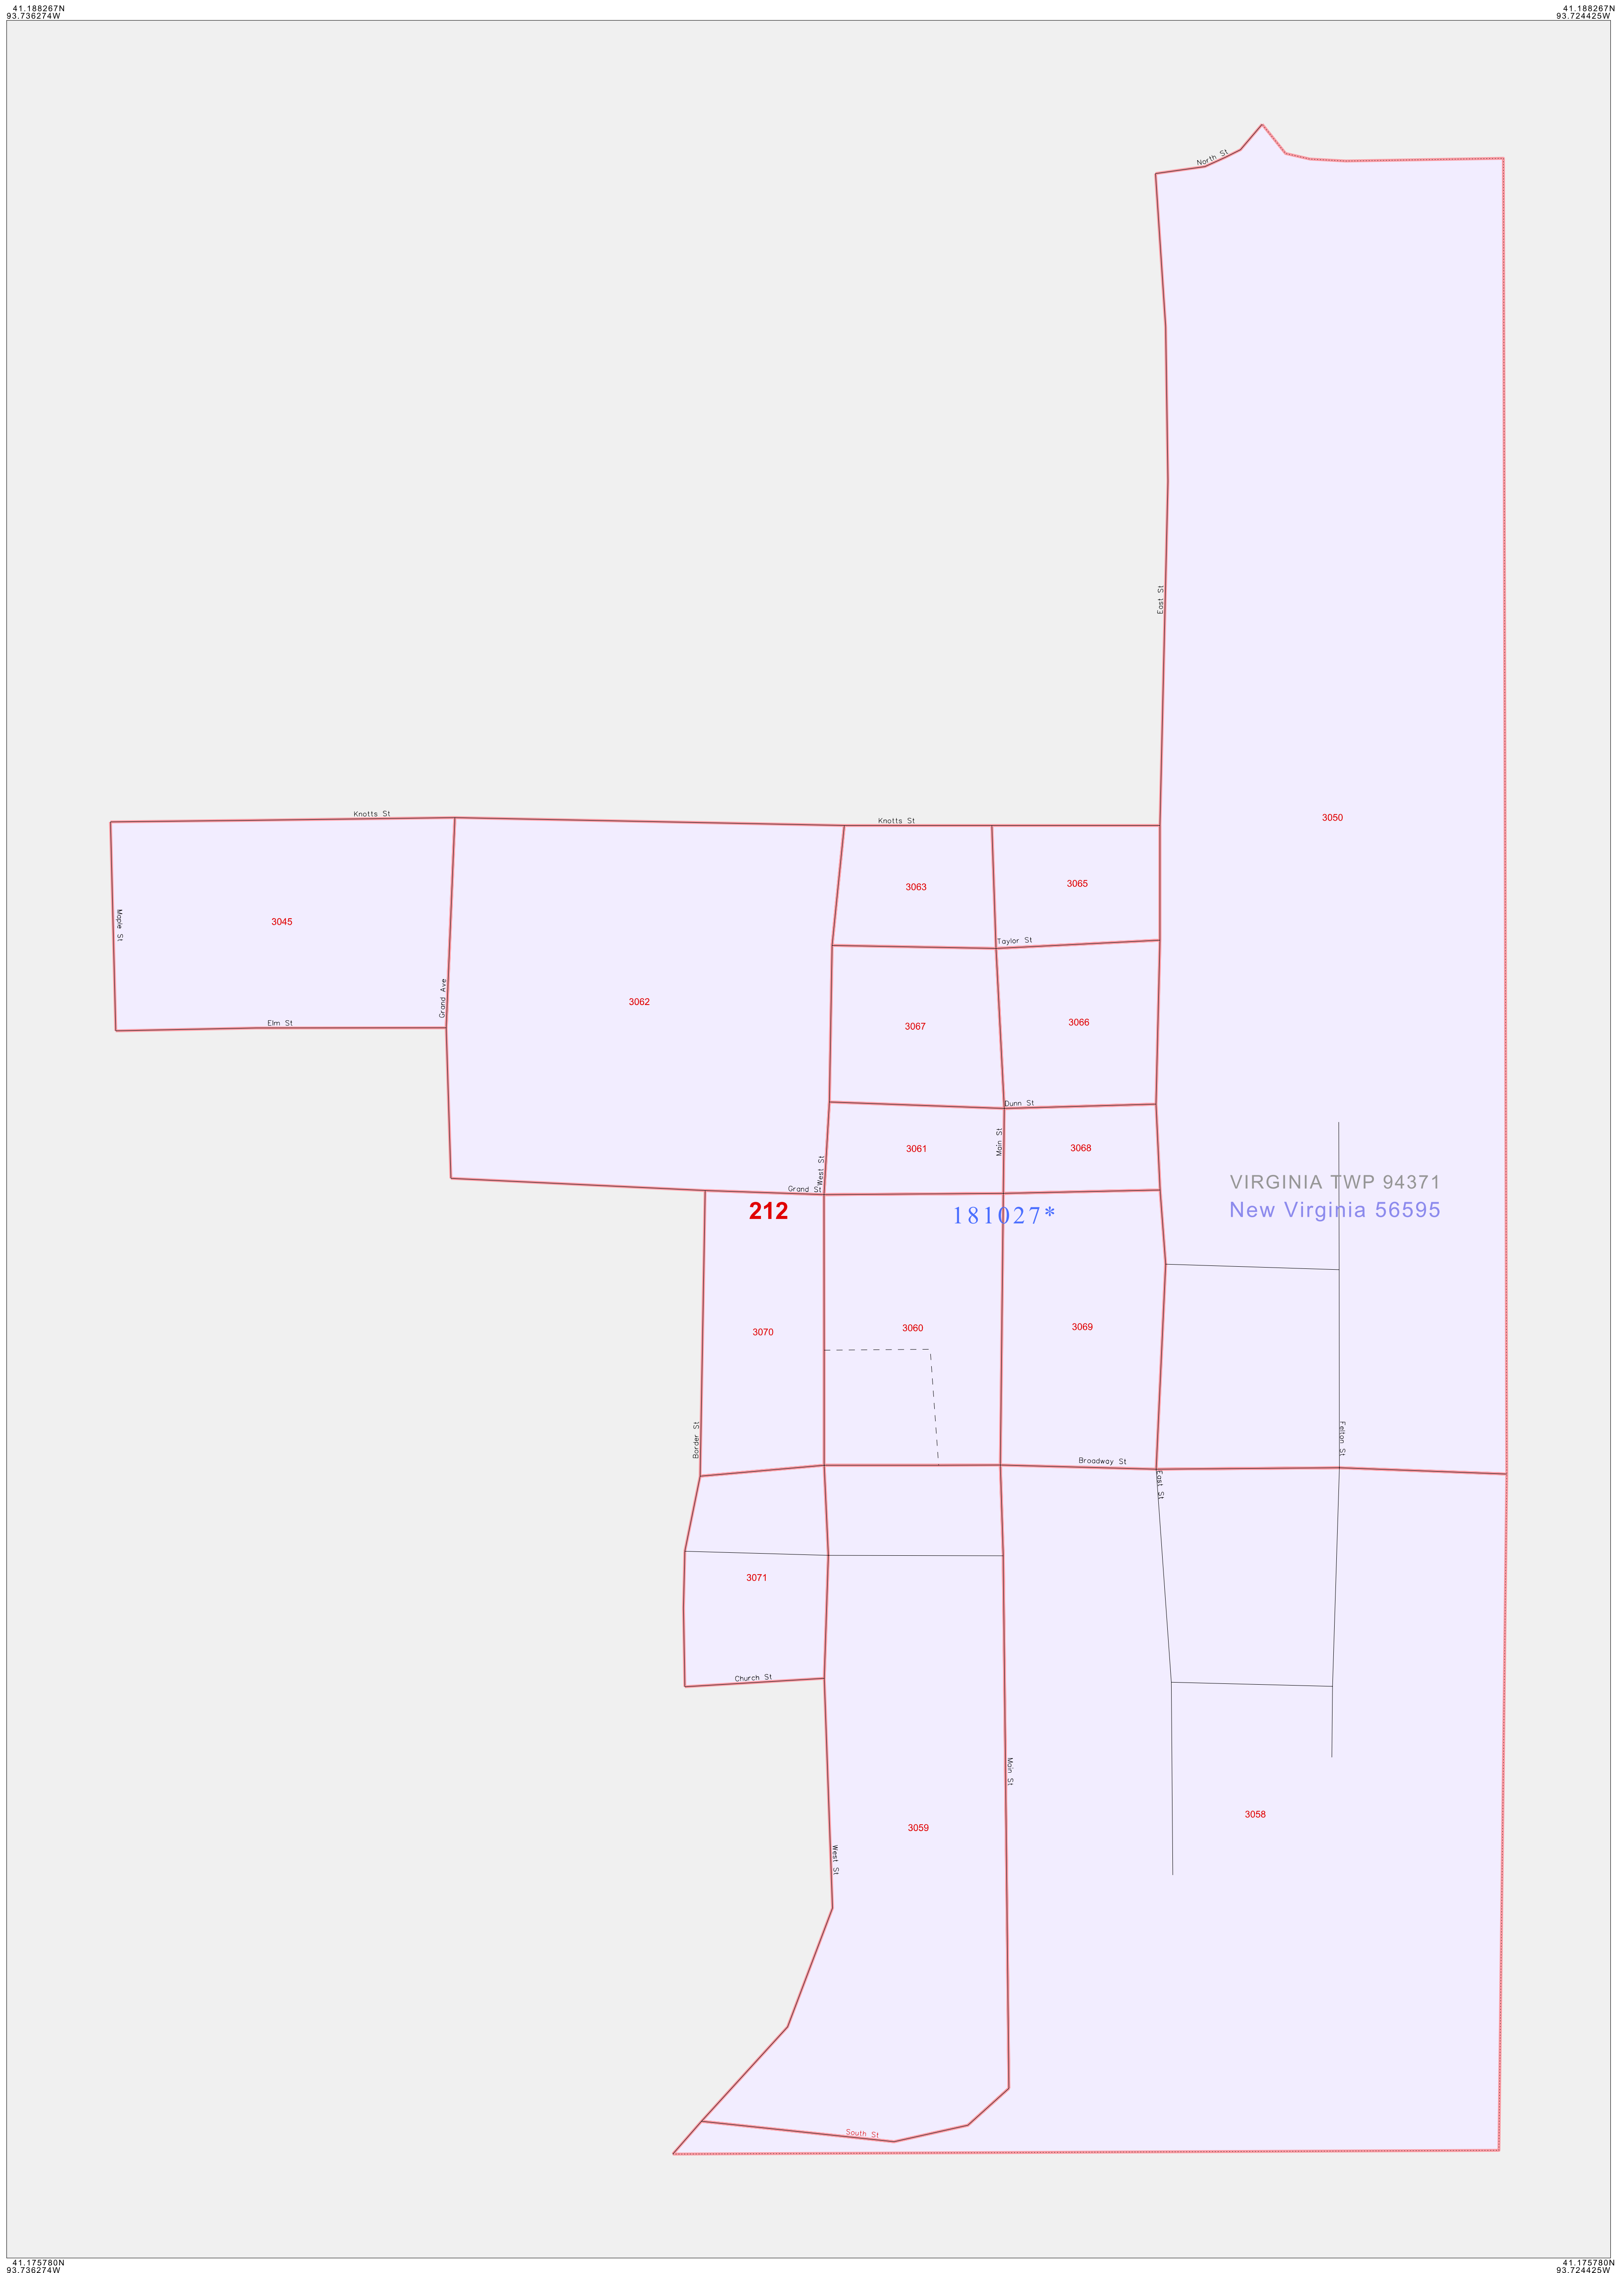 41.188267N
93.736274W
41.188267N
93.724425W
North St
East St
3050
Knotts St
Knotts St
3063
3065
3045
Maple St
Taylor St
Grand Ave
3062
Elm St
3067
3066
Dunn St
Main St
3061
3068
West St
VIRGINIA TWP 94371
Grand St
212
181027*
New Virginia 56595
3070
3060
3069
Border St
Felton St
Broadway St
East St
3071
Church St
Main St
3058
3059
West St
South St
41.175780N
93.736274W
41.175780N
93.724425W